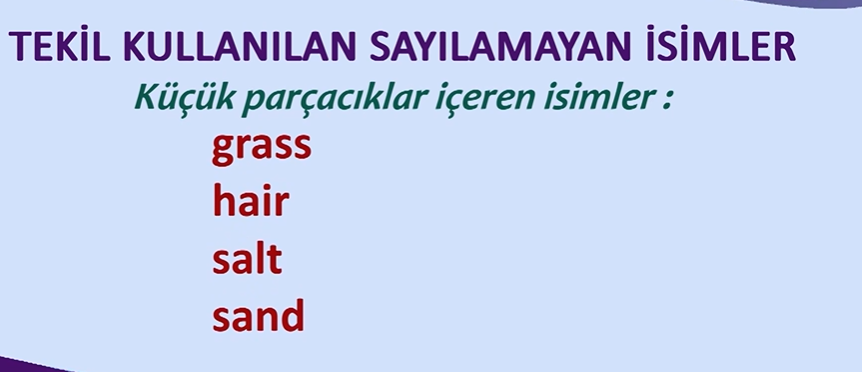 TEKİL KULLANILAN SAYILAMAYAN İSİMLER
Küçük parçacıklar içeren isimler :
grass
hair
salt
sand